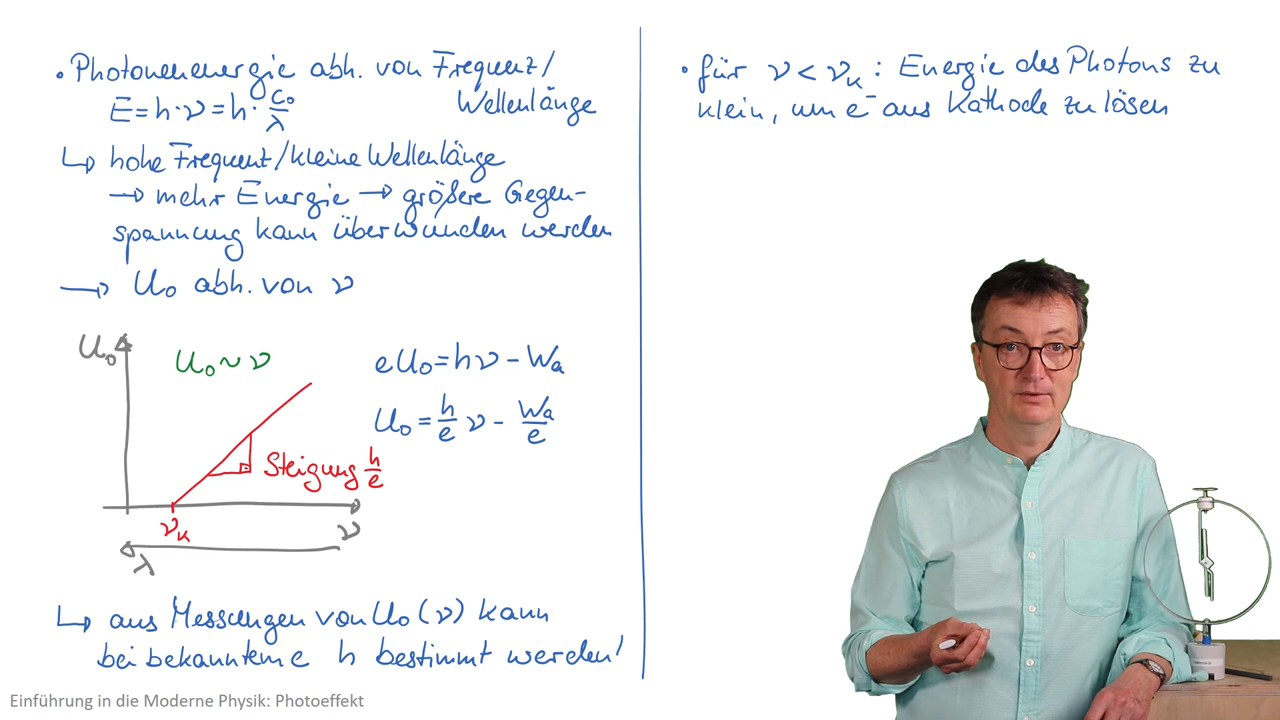 • Photonenenergie abh. von Frequenz/
Wellenlänge
E=h·ν=h·c₀/λ
↳ hohe Frequenz/kleine Wellenlänge
→ mehr Energie → größere Gegen-
spannung kann überwunden werden
→ U₀ abh. von ν
U₀
U₀~ν
eU₀=hν-Wₐ
U₀=h/e ν-Wₐ/e
Steigung h/e
νₖ
ν
λ
↳ aus Messungen von U₀(ν) kann
bei bekanntem e h bestimmt werden!
• für ν<νₖ: Energie des Photons zu
klein, um e⁻ aus Kathode zu lösen
Einführung in die Moderne Physik: Photoeffekt